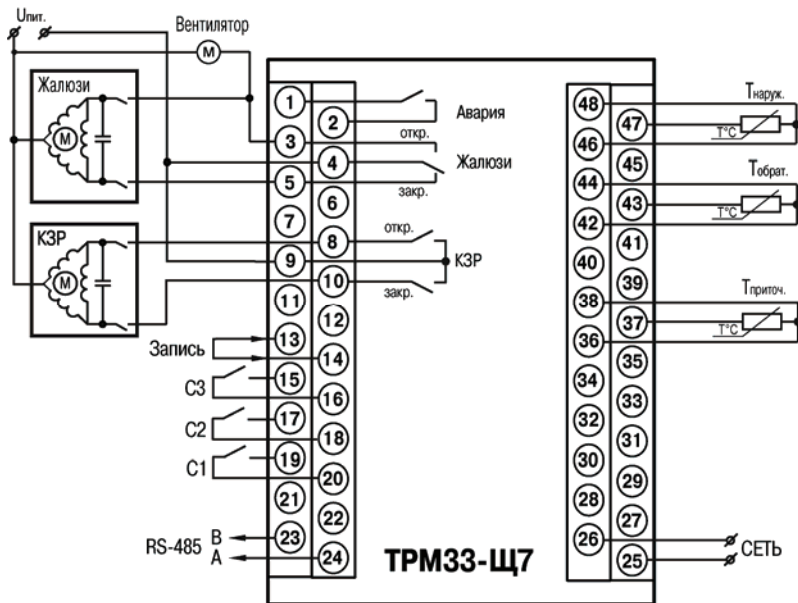 Uпит.
Вентилятор
М
Жалюзи
М
КЗР
М
1
2
Авария
3
откр.
4
Жалюзи
5
закр.
6
7
8
откр.
9
КЗР
10
закр.
11
12
Запись
13
14
С3
15
16
С2
17
18
С1
19
20
21
22
RS-485
B
23
A
24
ТРМ33-Щ7
48
Тнаруж.
47
Т°С
46
45
44
Тобрат.
43
Т°С
42
41
40
39
38
Тприточ.
37
Т°С
36
35
34
33
32
31
30
29
28
27
26
СЕТЬ
25